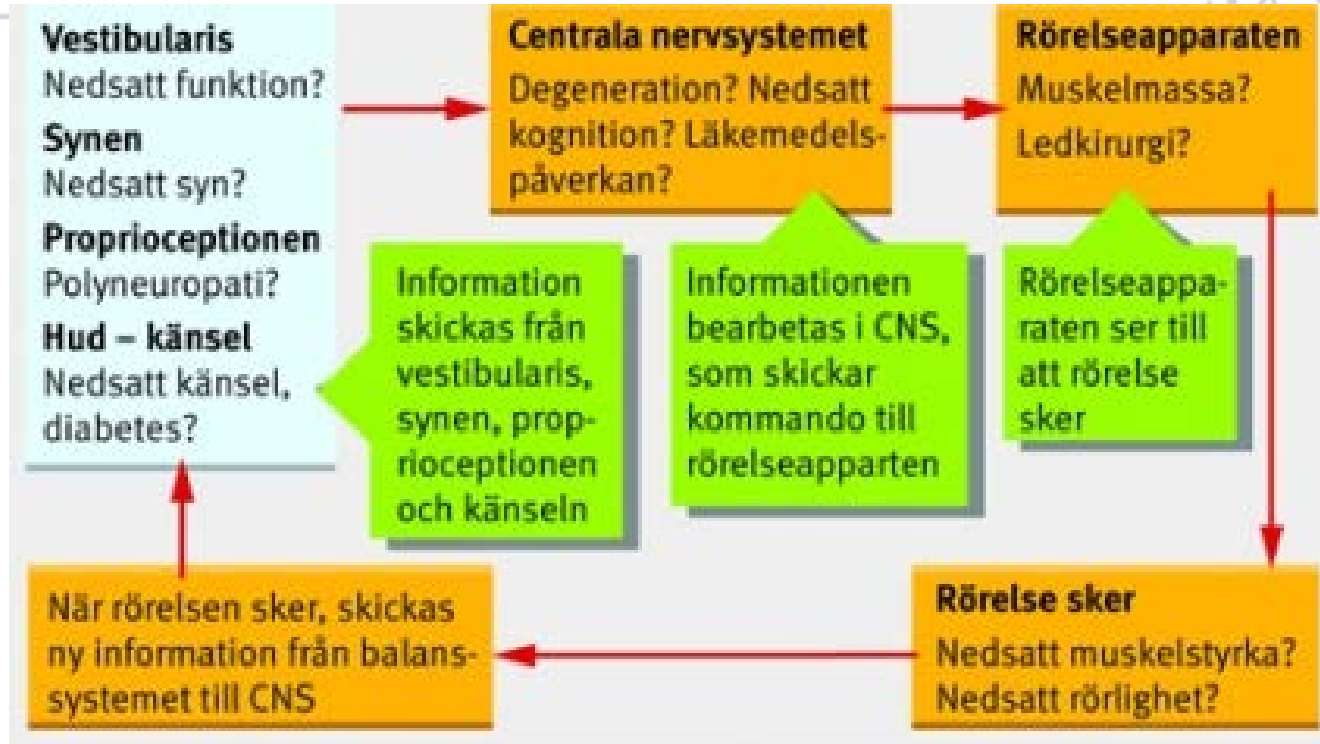 Vestibularis
Nedsatt funktion?
Synen
Nedsatt syn?
Proprioceptionen
Polyneuropati?
Hud – känsel
Nedsatt känsel,
diabetes?
Centrala nervsystemet
Degeneration? Nedsatt
kognition? Läkemedels-
påverkan?
Rörelseapparaten
Muskelmassa?
Ledkirurgi?
Information
skickas från
vestibularis,
synen, prop-
rioceptionen
och känseln
Informationen
bearbetas i CNS,
som skickar
kommando till
rörelseapparten
Rörelseappa-
raten ser till
att rörelse
sker
Rörelse sker
Nedsatt muskelstyrka?
Nedsatt rörlighet?
När rörelsen sker, skickas
ny information från balans-
systemet till CNS